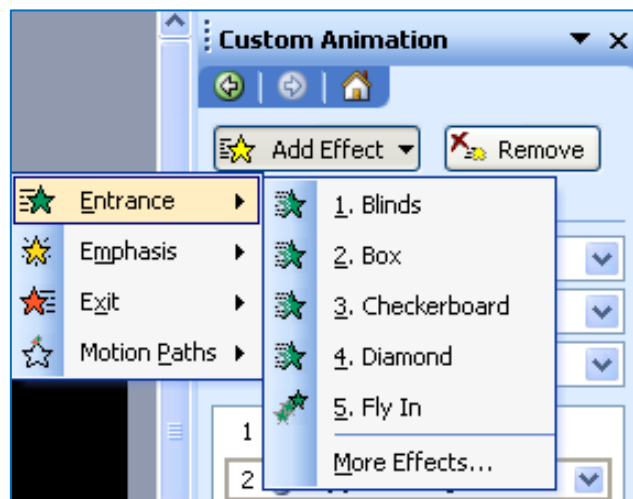 Custom Animation
Add Effect
Remove
Entrance
Emphasis
Exit
Motion Paths
1. Blinds
2. Box
3. Checkerboard
4. Diamond
5. Fly In
More Effects...
1
2